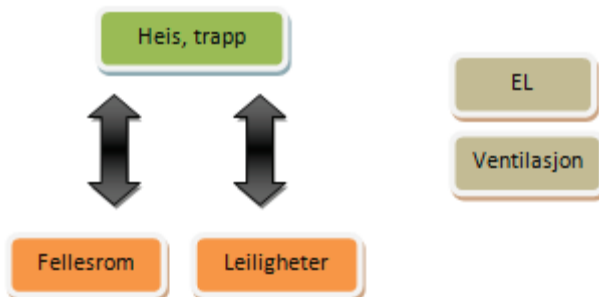 Heis, trapp
EL
Ventilasjon
Fellesrom
Leiligheter